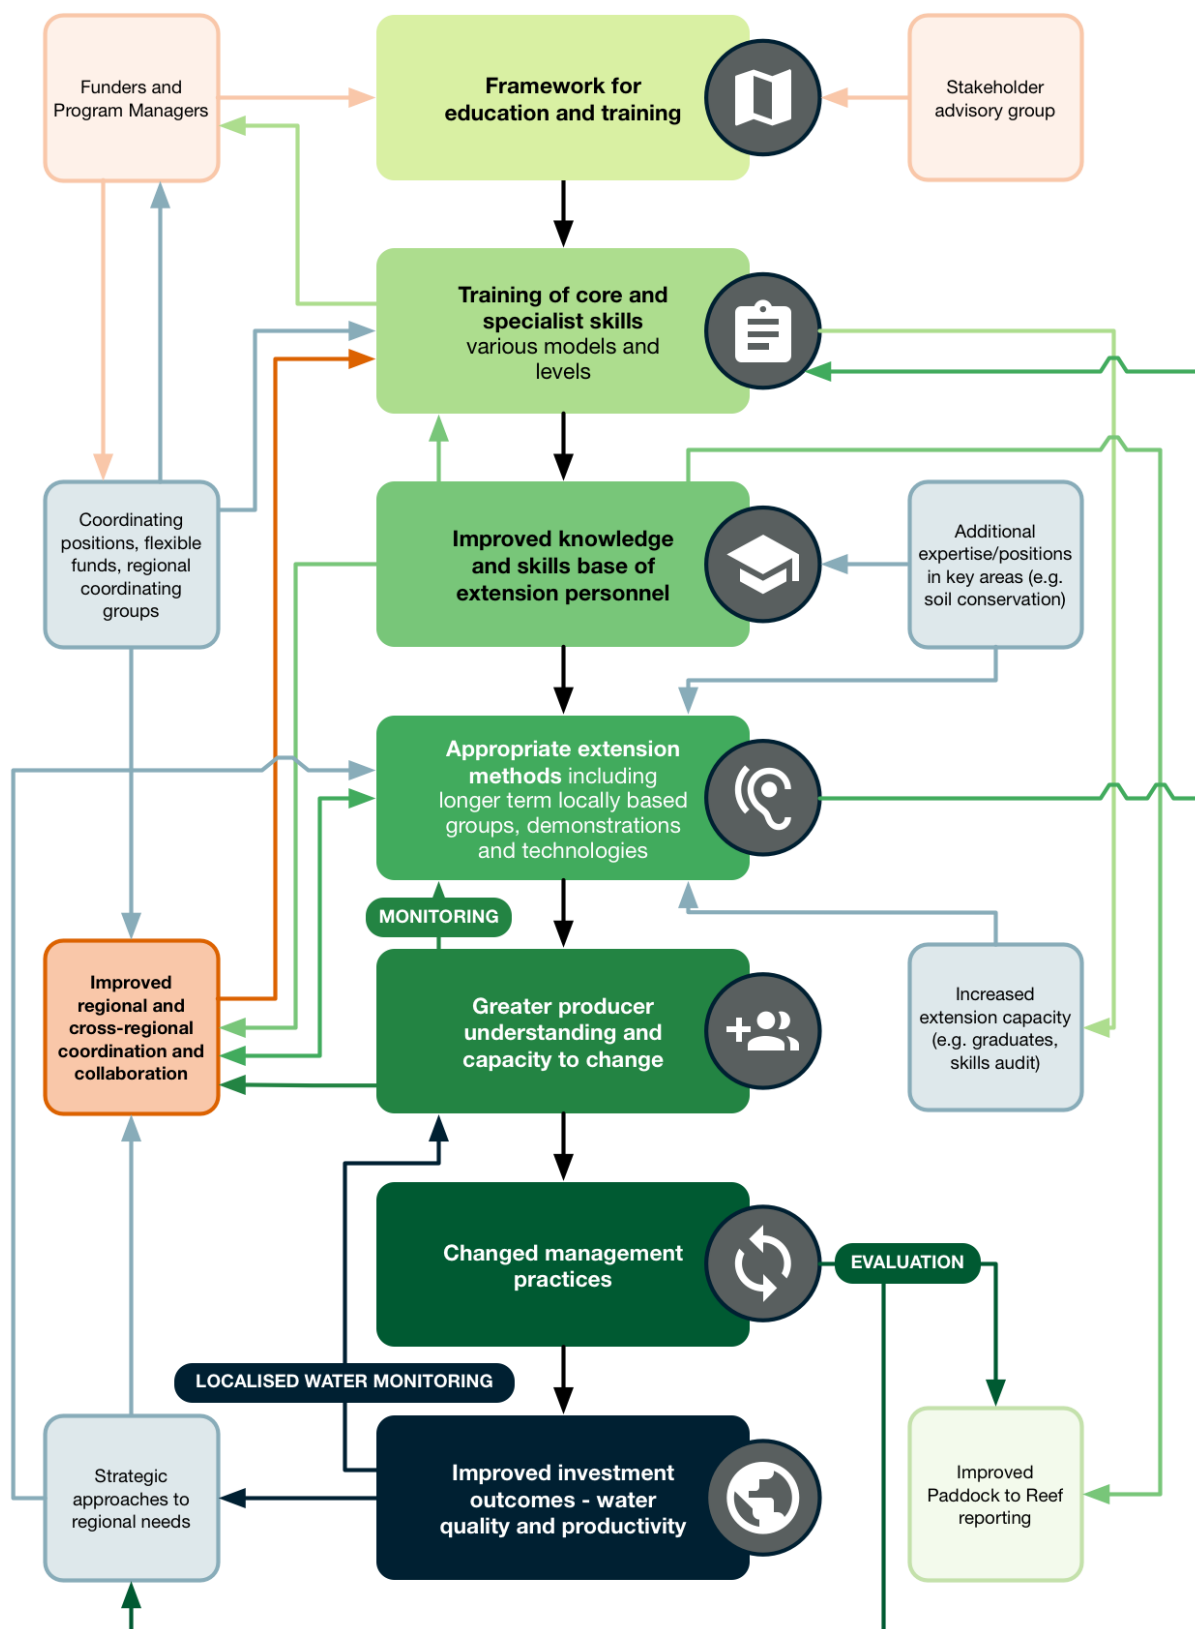 Funders and
Program Managers
Framework for
education and training
Stakeholder
advisory group
Training of core and
specialist skills
various models and
levels
Coordinating
positions, flexible
funds, regional
coordinating
groups
Improved knowledge
and skills base of
extension personnel
Additional
expertise/positions
in key areas (e.g.
soil conservation)
Appropriate extension
methods including
longer term locally based
groups, demonstrations
and technologies
MONITORING
Improved
regional and
cross-regional
coordination and
collaboration
Greater producer
understanding and
capacity to change
Increased
extension capacity
(e.g. graduates,
skills audit)
Changed management
practices
EVALUATION
LOCALISED WATER MONITORING
Strategic
approaches to
regional needs
Improved investment
outcomes - water
quality and productivity
Improved
Paddock to Reef
reporting